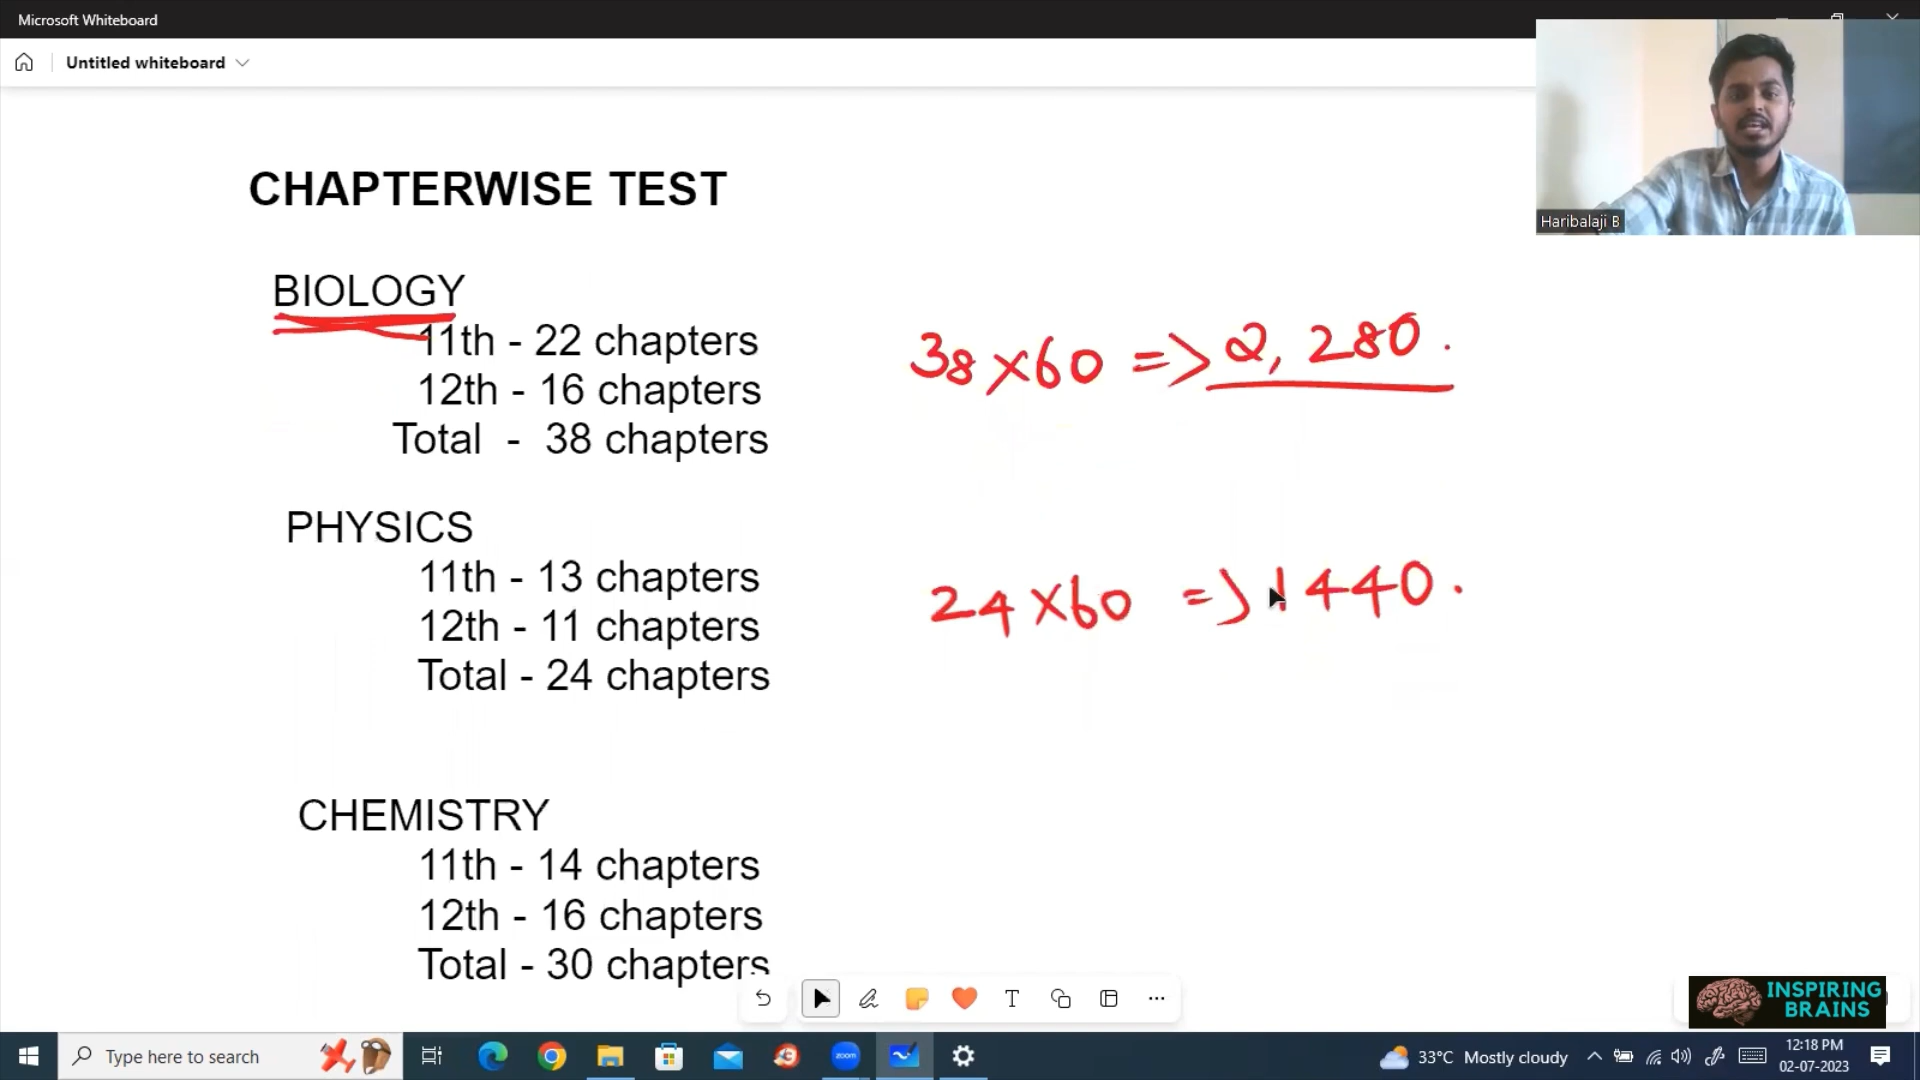 Microsoft Whiteboard
Untitled whiteboard
Haribalaji B
CHAPTERWISE TEST
BIOLOGY
11th - 22 chapters
12th - 16 chapters
Total - 38 chapters
38 × 60 => 2, 280.
PHYSICS
11th - 13 chapters
12th - 11 chapters
Total - 24 chapters
24 × 60 => 1440.
CHEMISTRY
11th - 14 chapters
12th - 16 chapters
Total - 30 chapters
T
INSPIRING
BRAINS
Type here to search
zoom
33°C Mostly cloudy
12:18 PM
02-07-2023